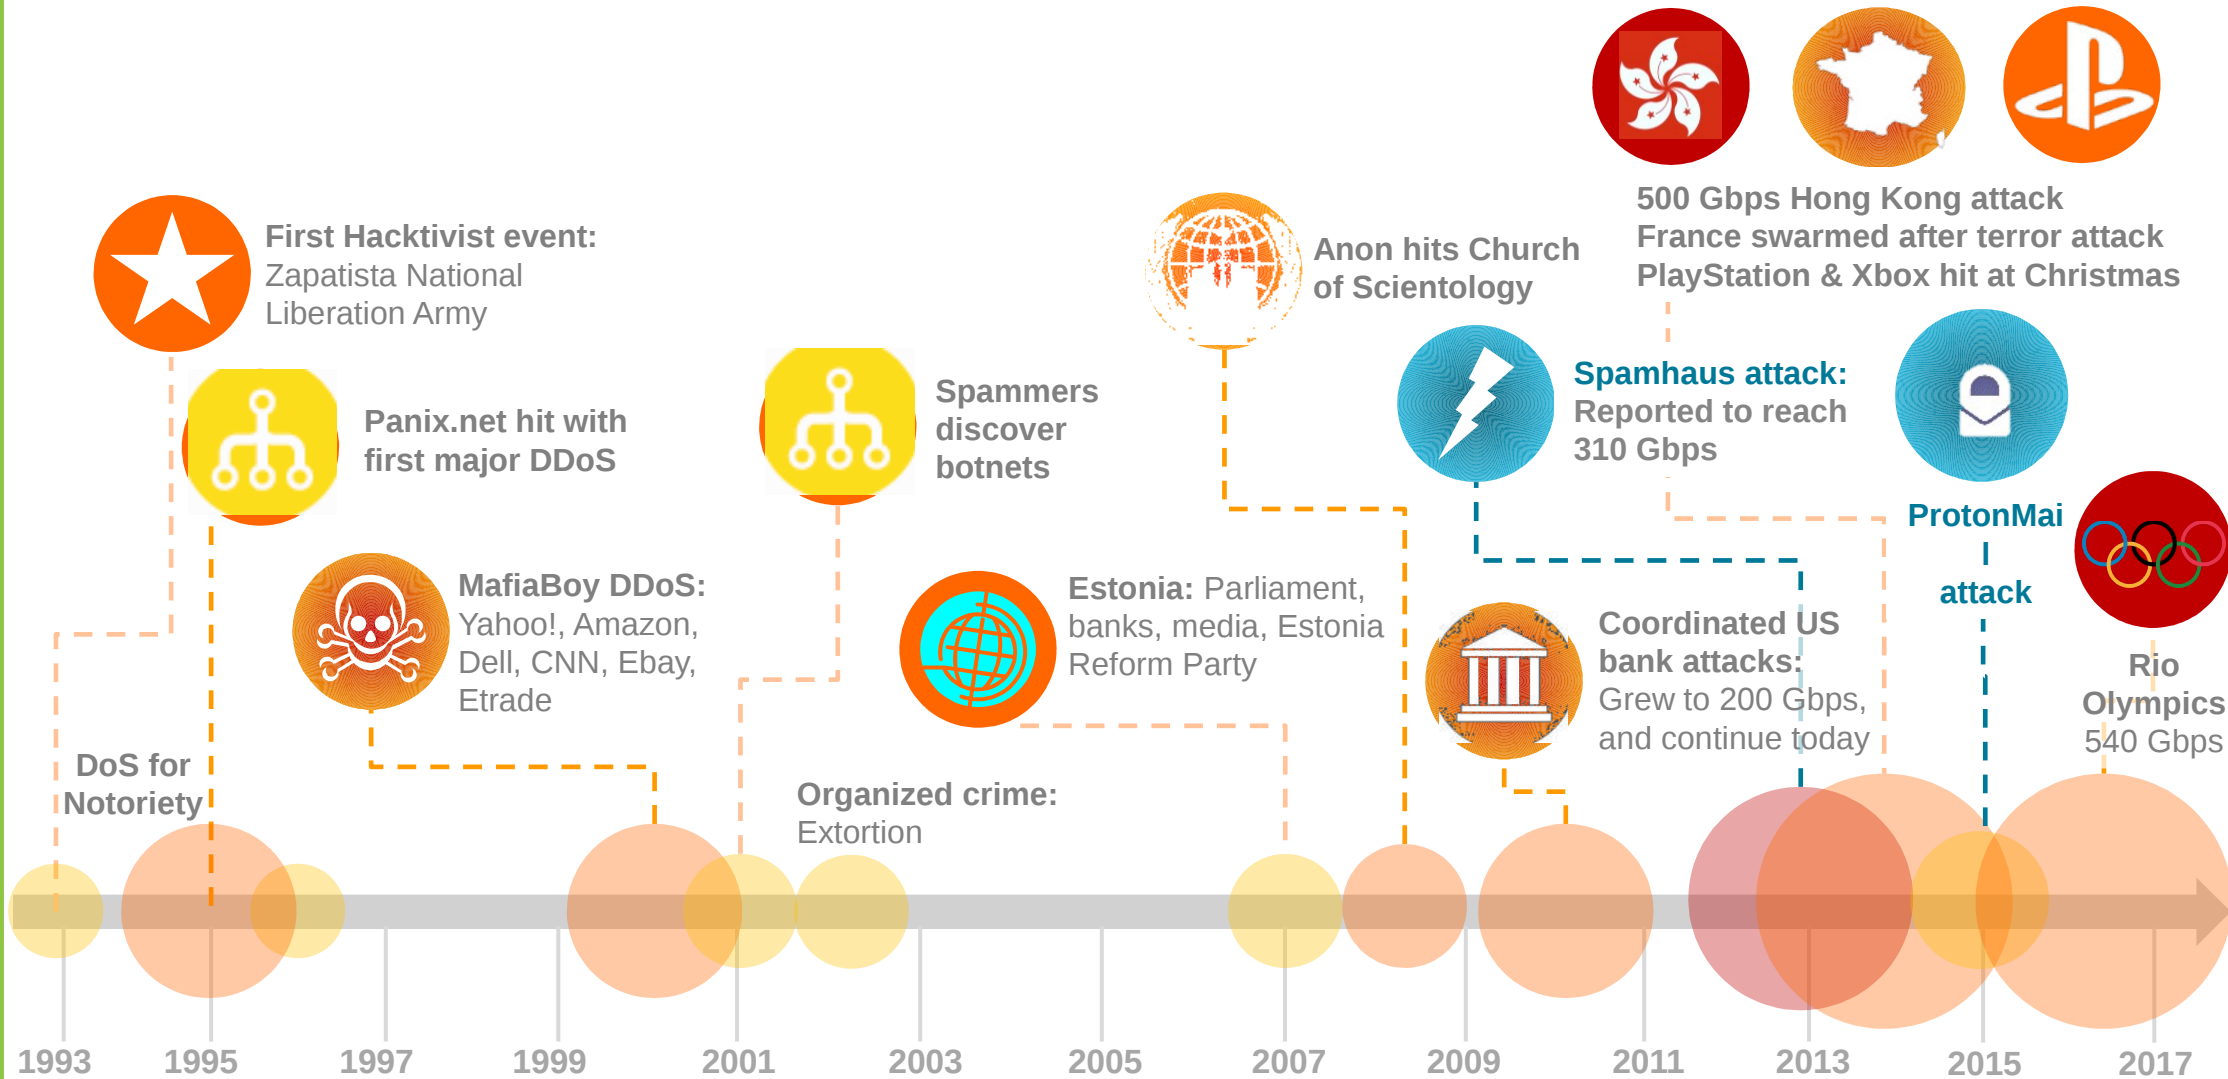 500 Gbps Hong Kong attack
France swarmed after terror attack
PlayStation & Xbox hit at Christmas
First Hacktivist event:
Zapatista National
Liberation Army
Anon hits Church
of Scientology
Panix.net hit with
first major DDoS
Spammers
discover
botnets
Spamhaus attack:
Reported to reach
310 Gbps
ProtonMai
attack
MafiaBoy DDoS:
Yahoo!, Amazon,
Dell, CNN, Ebay,
Etrade
Estonia: Parliament,
banks, media, Estonia
Reform Party
Coordinated US
bank attacks:
Grew to 200 Gbps,
and continue today
Rio
Olympics
540 Gbps
DoS for
Notoriety
Organized crime:
Extortion
1993 1995 1997 1999 2001 2003 2005 2007 2009 2011 2013 2015 2017